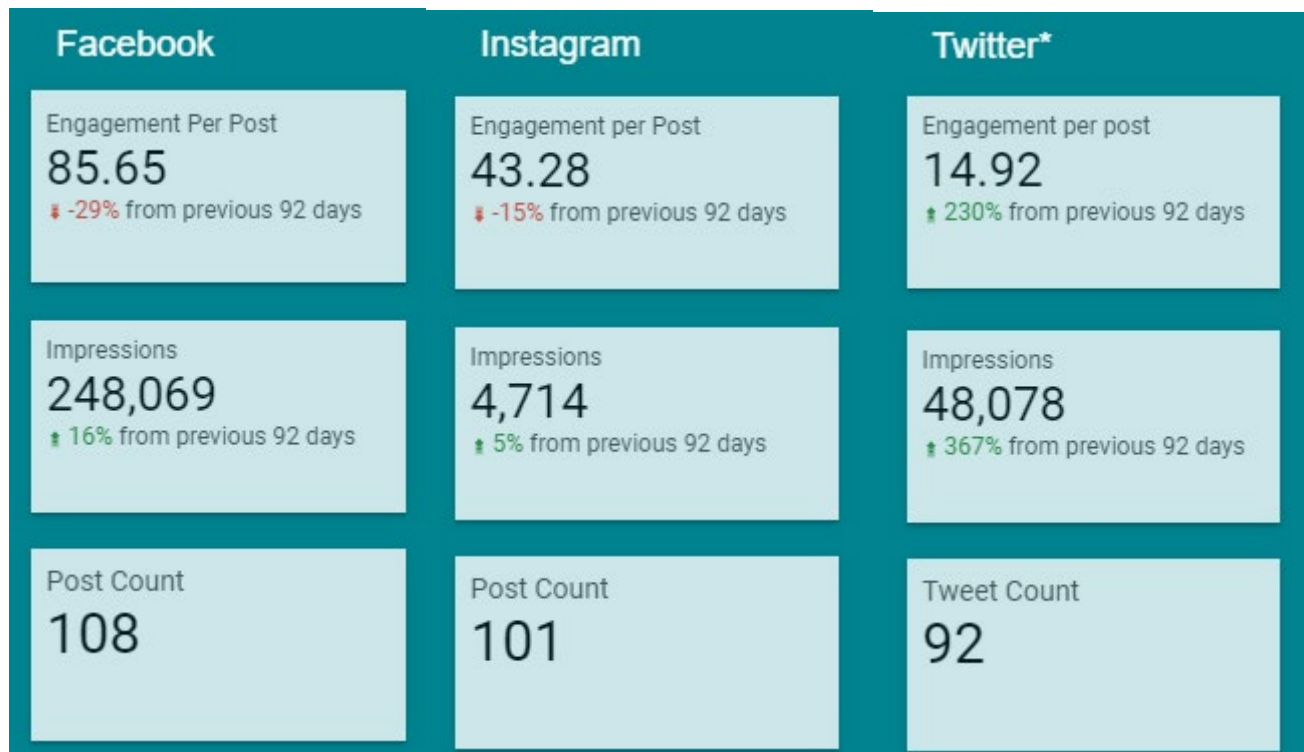 Facebook
Engagement Per Post
85.65
-29% from previous 92 days
Impressions
248,069
16% from previous 92 days
Post Count
108
Instagram
Engagement per Post
43.28
-15% from previous 92 days
Impressions
4,714
5% from previous 92 days
Post Count
101
Twitter*
Engagement per post
14.92
230% from previous 92 days
Impressions
48,078
367% from previous 92 days
Tweet Count
92